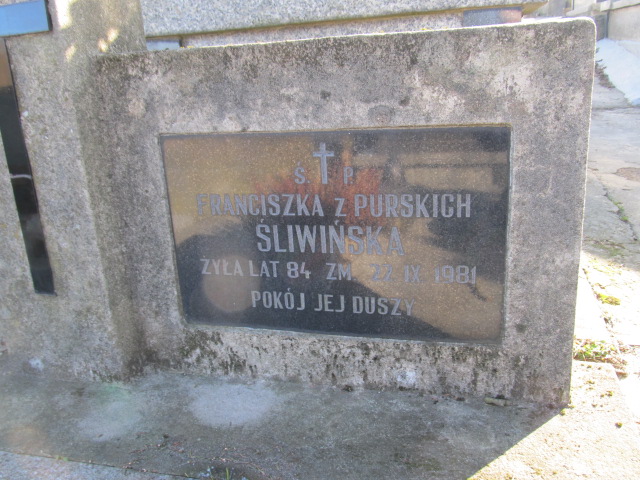 Ś. P.
FRANCISZKA z PURSKICH
ŚLIWIŃSKA
ŻYŁA LAT 84 ZM. 22.IX.1981
POKÓJ JEJ DUSZY